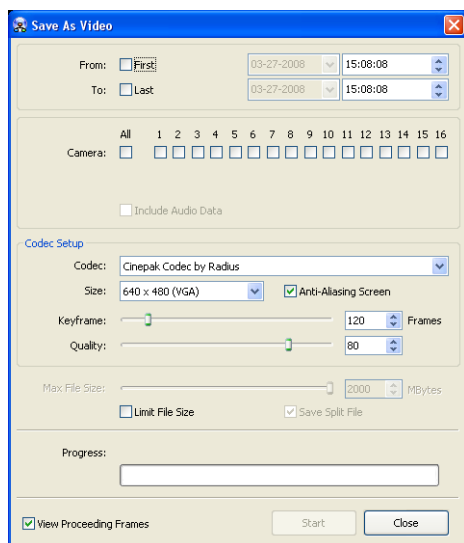 Save As Video
From: First 03-27-2008 15:08:08
To: Last 03-27-2008 15:08:08
All 1 2 3 4 5 6 7 8 9 10 11 12 13 14 15 16
Camera:
Include Audio Data
Codec Setup
Codec: Cinepak Codec by Radius
Size: 640 x 480 (VGA) Anti-Aliasing Screen
Keyframe: 120 Frames
Quality: 80
Max File Size: 2000 MBytes
Limit File Size Save Split File
Progress:
View Proceeding Frames Start Close